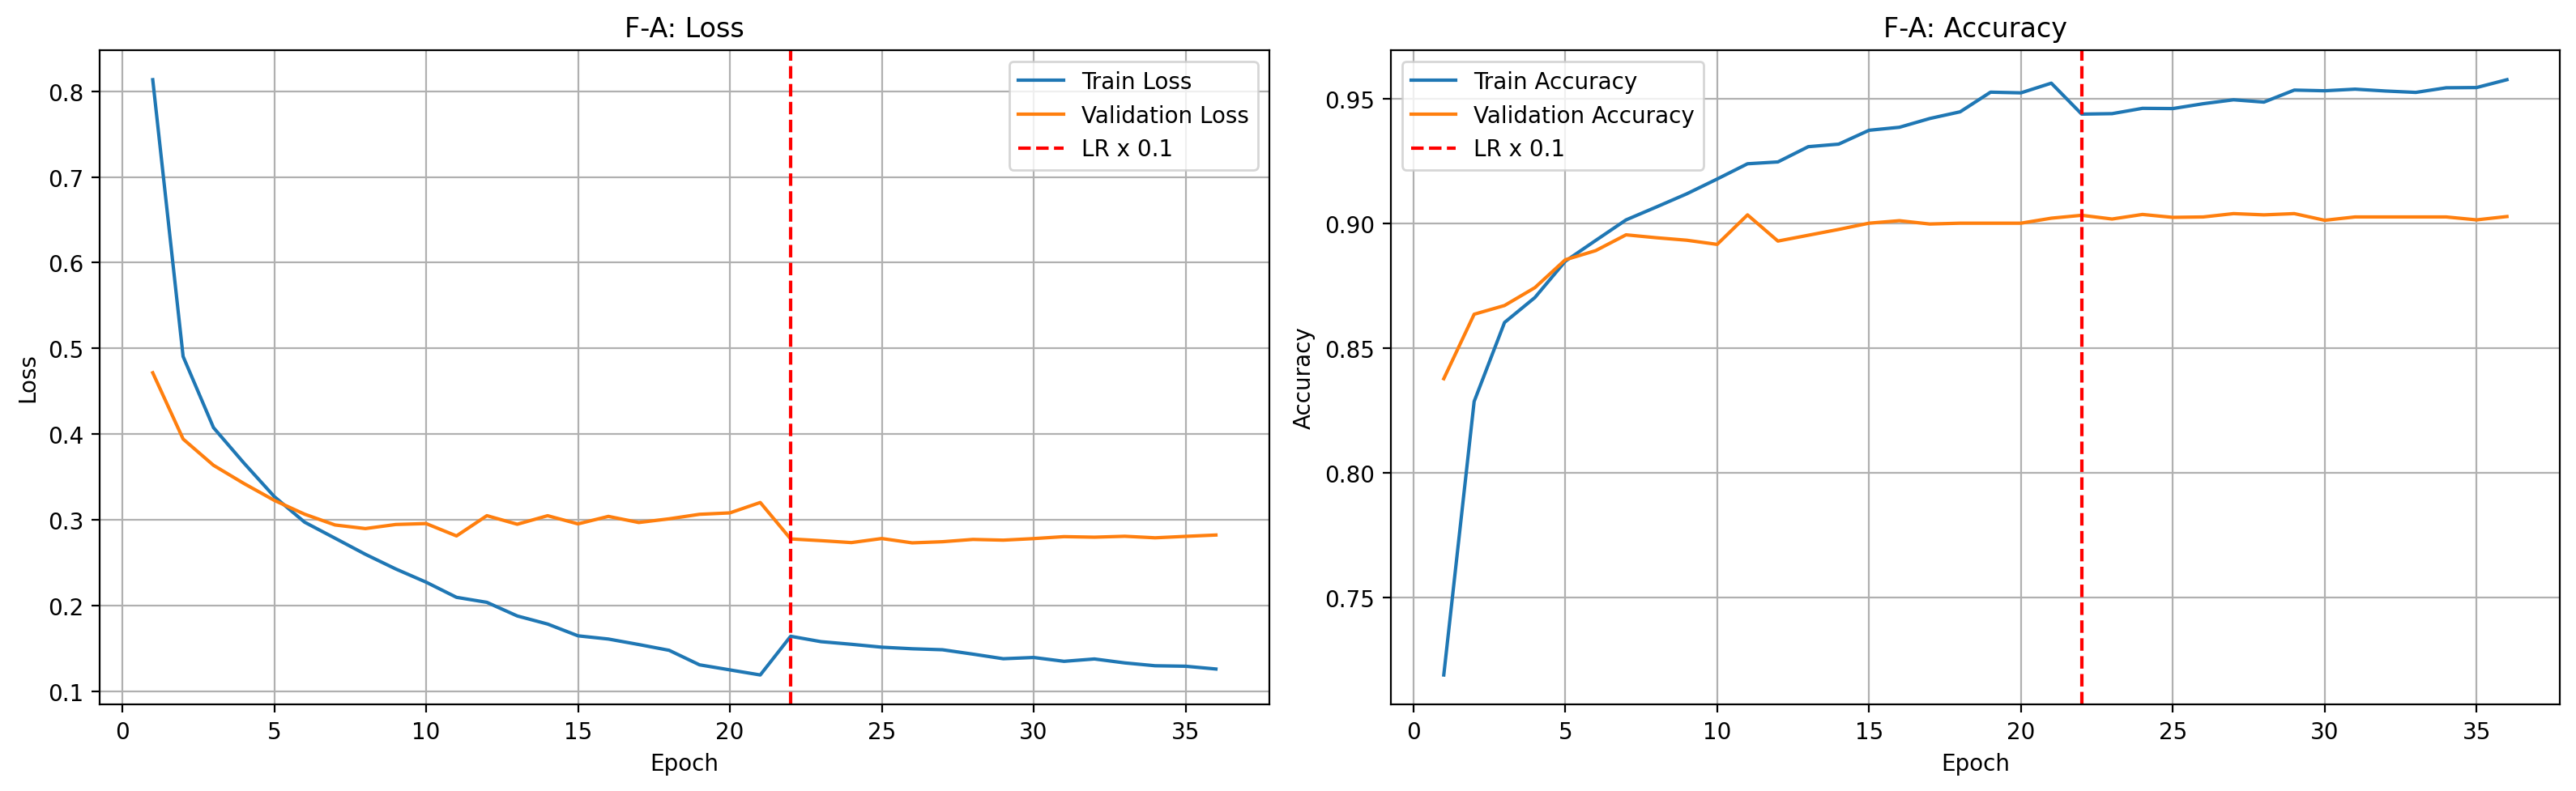 F-A: Loss
0.8
0.7
0.6
0.5
0.4
0.3
0.2
0.1
Loss
Train Loss
Validation Loss
LR x 0.1
0 5 10 15 20 25 30 35
Epoch
F-A: Accuracy
0.95
0.90
0.85
0.80
0.75
Accuracy
Train Accuracy
Validation Accuracy
LR x 0.1
0 5 10 15 20 25 30 35
Epoch